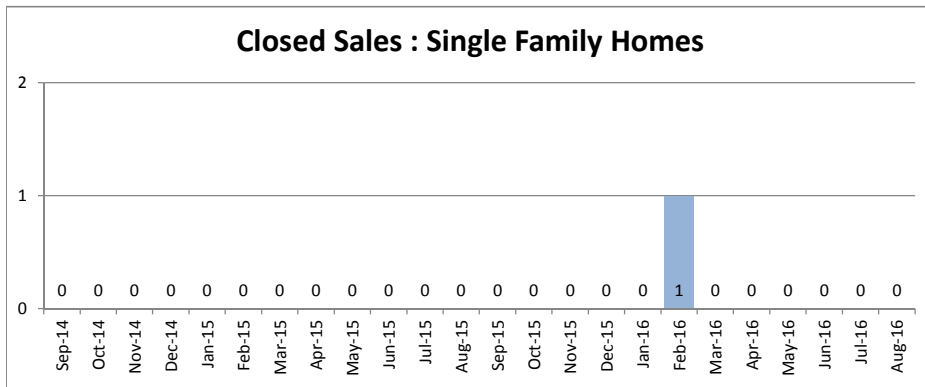 Closed Sales : Single Family Homes
2
1
0
0 0 0 0 0 0 0 0 0 0 0 0 0 0 0 0 0 1 0 0 0 0 0 0
Sep-14 Oct-14 Nov-14 Dec-14 Jan-15 Feb-15 Mar-15 Apr-15 May-15 Jun-15 Jul-15 Aug-15 Sep-15 Oct-15 Nov-15 Dec-15 Jan-16 Feb-16 Mar-16 Apr-16 May-16 Jun-16 Jul-16 Aug-16